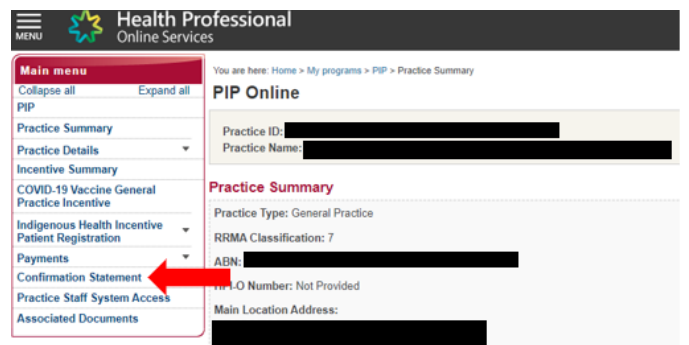 MENU
Health Professional
Online Services
Main menu
Collapse all Expand all
PIP
Practice Summary
Practice Details
Incentive Summary
COVID-19 Vaccine General
Practice Incentive
Indigenous Health Incentive
Patient Registration
Payments
Confirmation Statement
Practice Staff System Access
Associated Documents
You are here: Home > My programs > PIP > Practice Summary
PIP Online
Practice ID:
Practice Name:
Practice Summary
Practice Type: General Practice
RRMA Classification: 7
ABN:
HPI-O Number: Not Provided
Main Location Address: